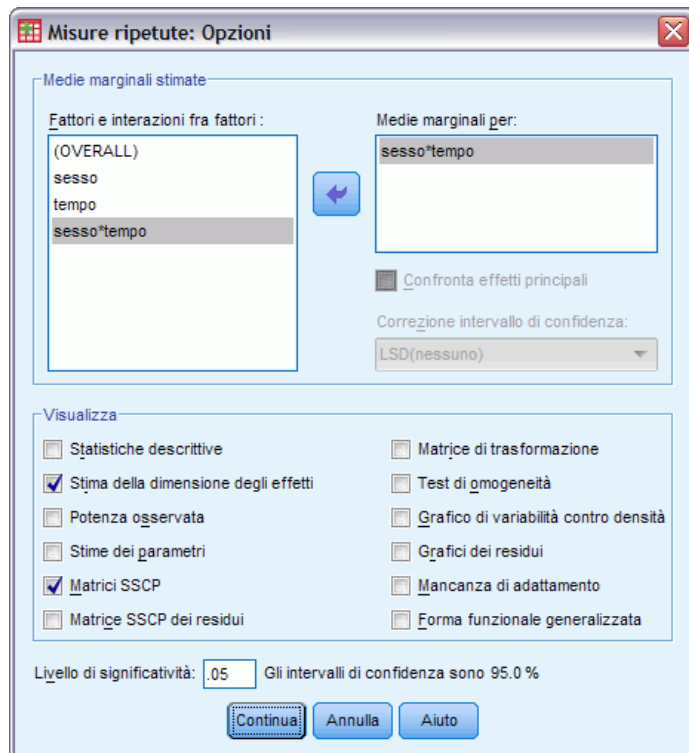 Misure ripetute: Opzioni
Medie marginali stimate
Fattori e interazioni fra fattori :
(OVERALL)
sesso
tempo
sesso*tempo
Medie marginali per:
sesso*tempo
Confronta effetti principali
Correzione intervallo di confidenza:
LSD(nessuno)
Visualizza
Statistiche descrittive
Stima della dimensione degli effetti
Potenza osservata
Stime dei parametri
Matrici SSCP
Matrice SSCP dei residui
Matrice di trasformazione
Test di omogeneità
Grafico di variabilità contro densità
Grafici dei residui
Mancanza di adattamento
Forma funzionale generalizzata
Livello di significatività: .05 Gli intervalli di confidenza sono 95.0 %
Continua Annulla Aiuto